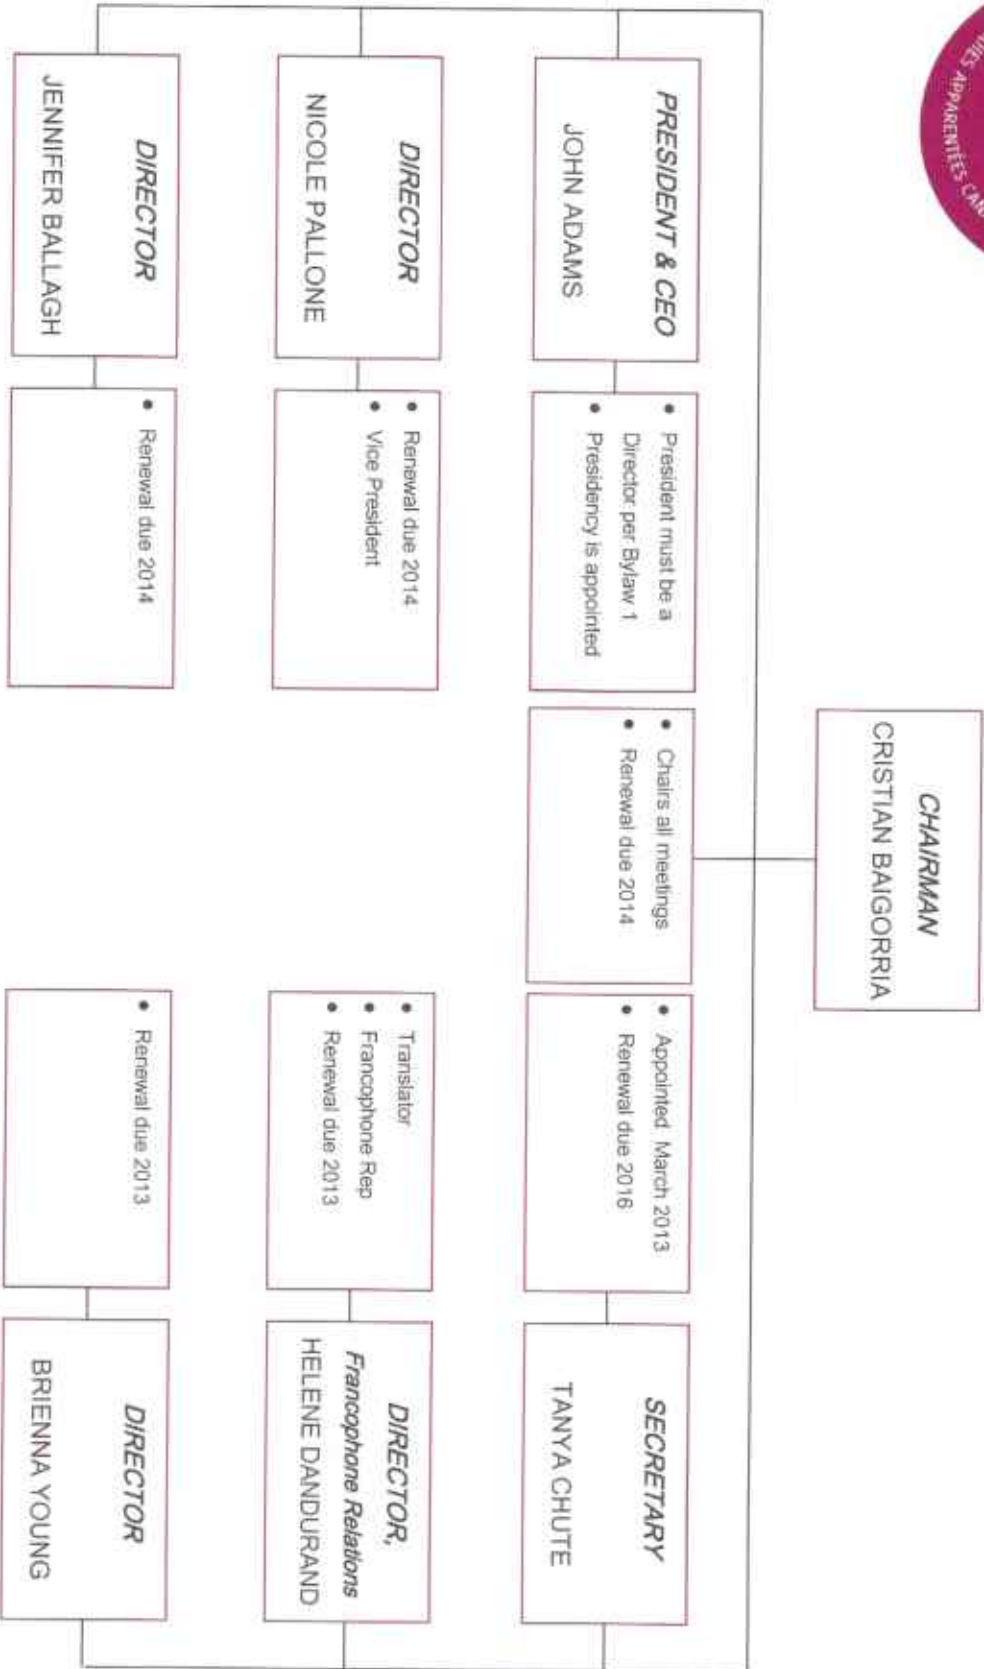 APPARENTÉES
CHAIRMAN
CRISTIAN BAIGORRIA
PRESIDENT & CEO
JOHN ADAMS
• President must be a
Director per Bylaw 1
• Presidency is appointed
• Chairs all meetings
• Renewal due 2014
• Appointed March 2013
• Renewal due 2016
SECRETARY
TANYA CHUTE
DIRECTOR
NICOLE PALLONE
• Renewal due 2014
• Vice President
• Translator
• Francophone Rep
• Renewal due 2013
DIRECTOR,
Francophone Relations
HELENE DANDURAND
DIRECTOR
JENNIFER BALLAGH
• Renewal due 2014
• Renewal due 2013
DIRECTOR
BRIENNA YOUNG